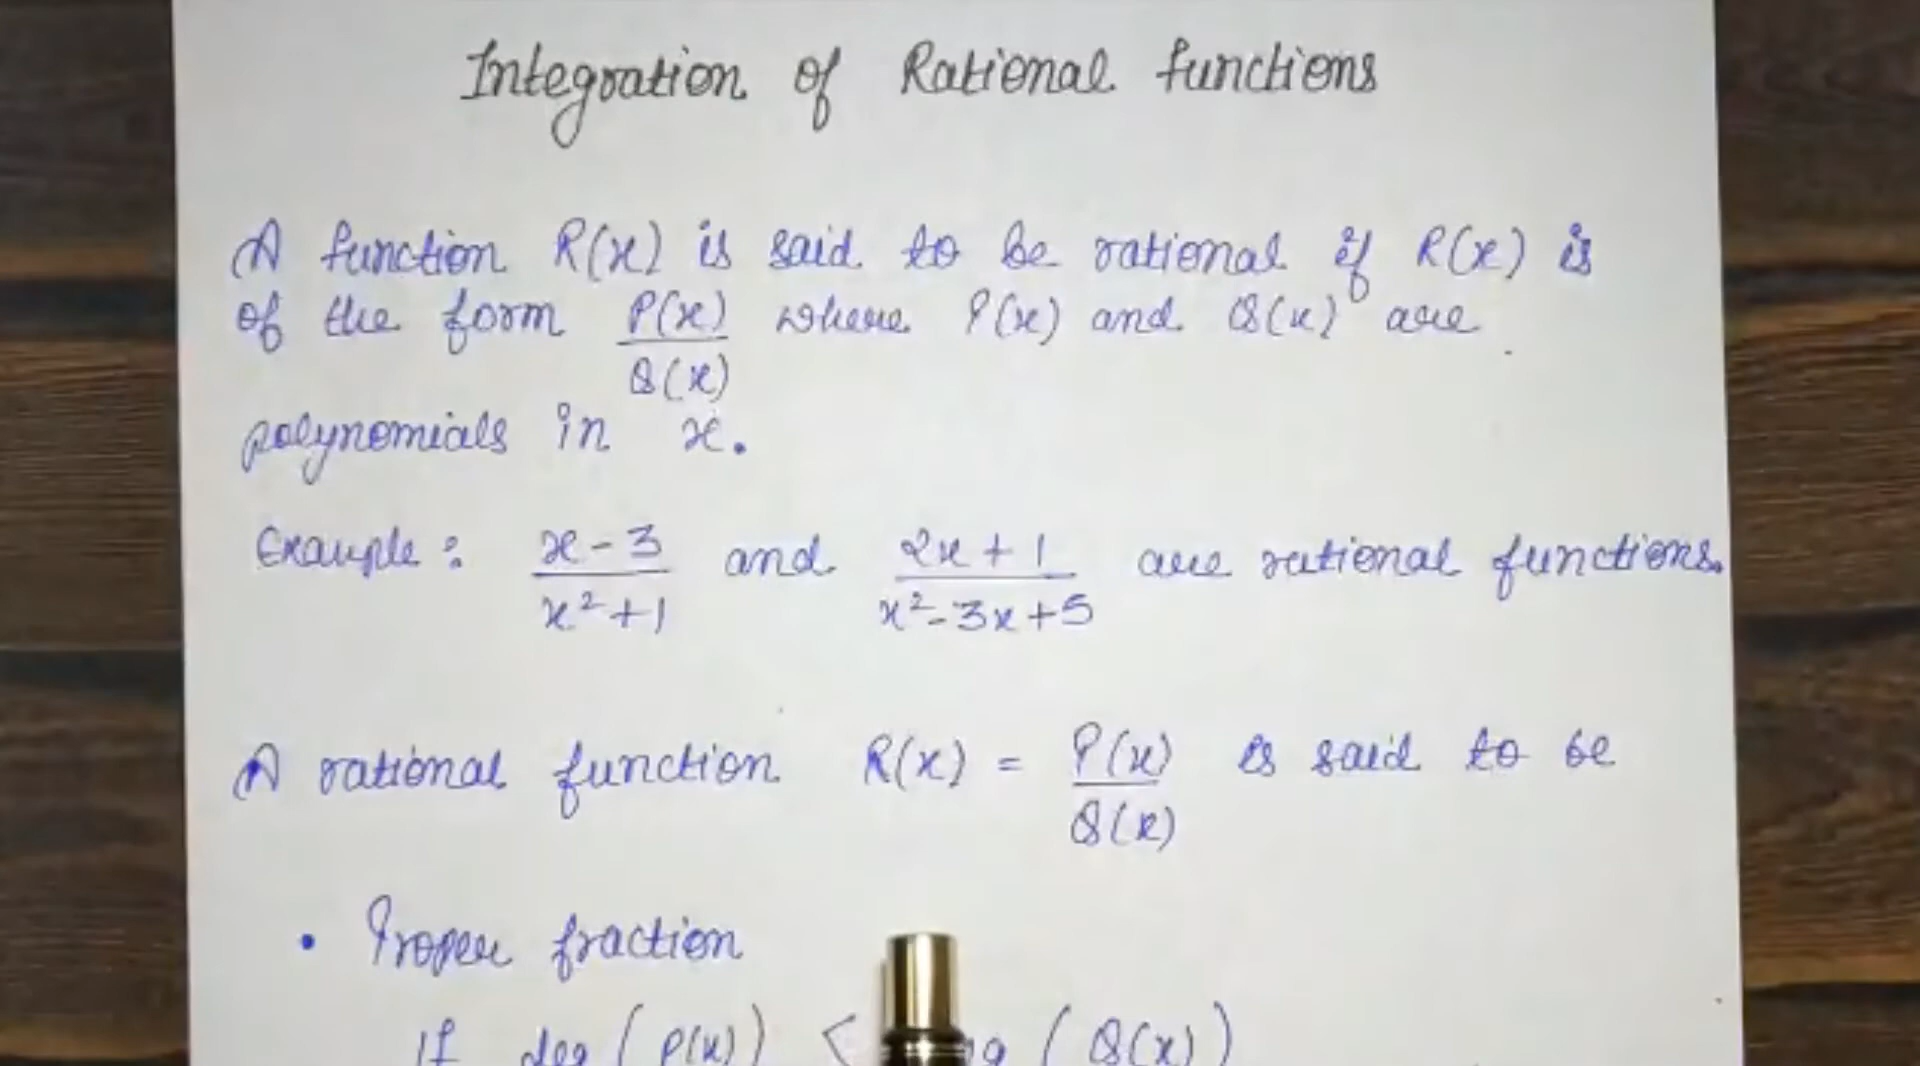 Integration of Rational functions
A function R(x) is said to be rational if R(x) is
of the form P(x)/Q(x) where P(x) and Q(x) are
polynomials in x.
Example: (x-3)/(x²+1) and (2x+1)/(x²-3x+5) are rational functions.
A rational function R(x) = P(x)/Q(x) is said to be
• Proper fraction
If deg (P(x)) < (Q(x))